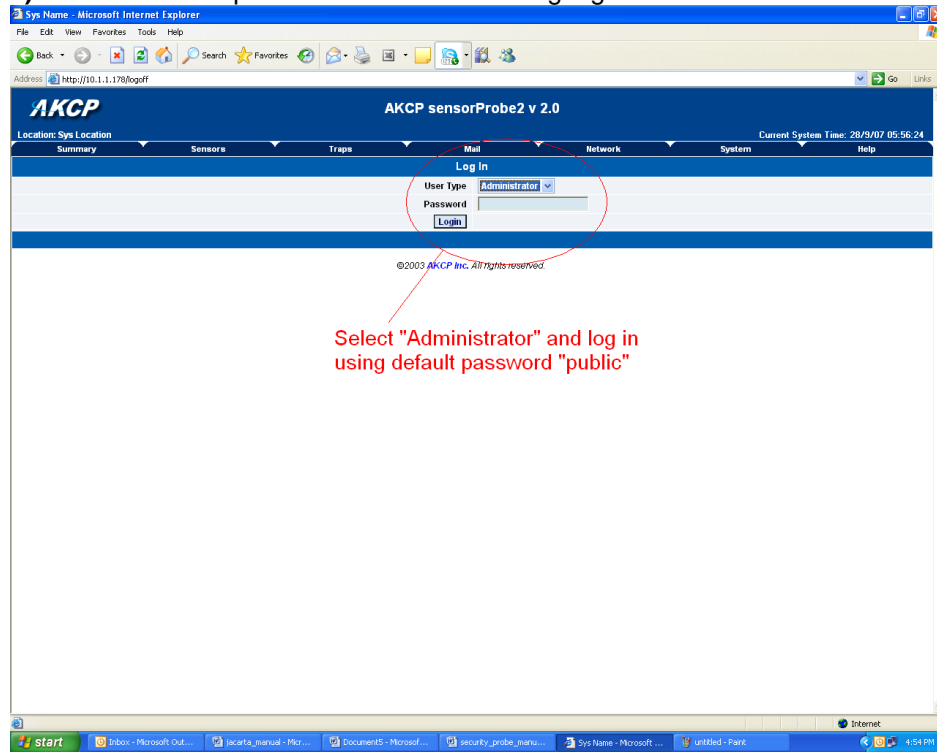 Sys Name - Microsoft Internet Explorer
File Edit View Favorites Tools Help
Back Search Favorites
Address http://10.1.1.178/logoff Go Links
AKCP
AKCP sensorProbe2 v 2.0
Location: Sys Location Current System Time: 28/9/07 05:56:24
Summary Sensors Traps Mail Network System Help
Log In
User Type Administrator
Password
Login
©2003 AKCP Inc. All rights reserved.
Select "Administrator" and log in
using default password "public"
Internet
start Inbox - Microsoft Out... jacarta_manual - Micr... Document5 - Microsof... security_probe_manu... Sys Name - Microsoft ... untitled - Paint 4:54 PM